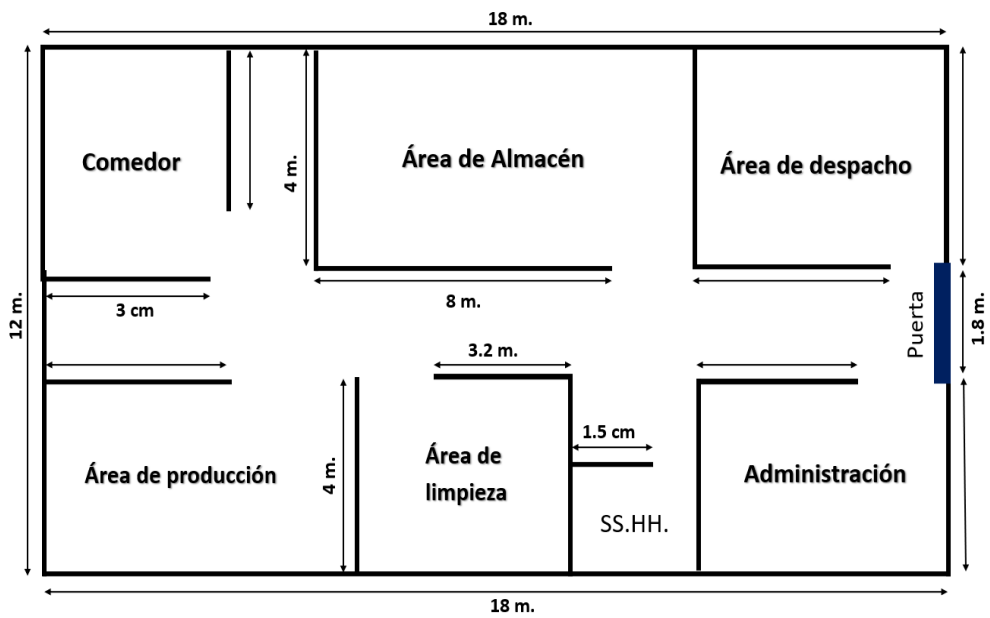 18 m.
Comedor
4 m.
Área de Almacén
Área de despacho
3 cm
8 m.
12 m.
Puerta
1.8 m.
3.2 m.
Área de producción
4 m.
Área de
limpieza
1.5 cm
SS.HH.
Administración
18 m.